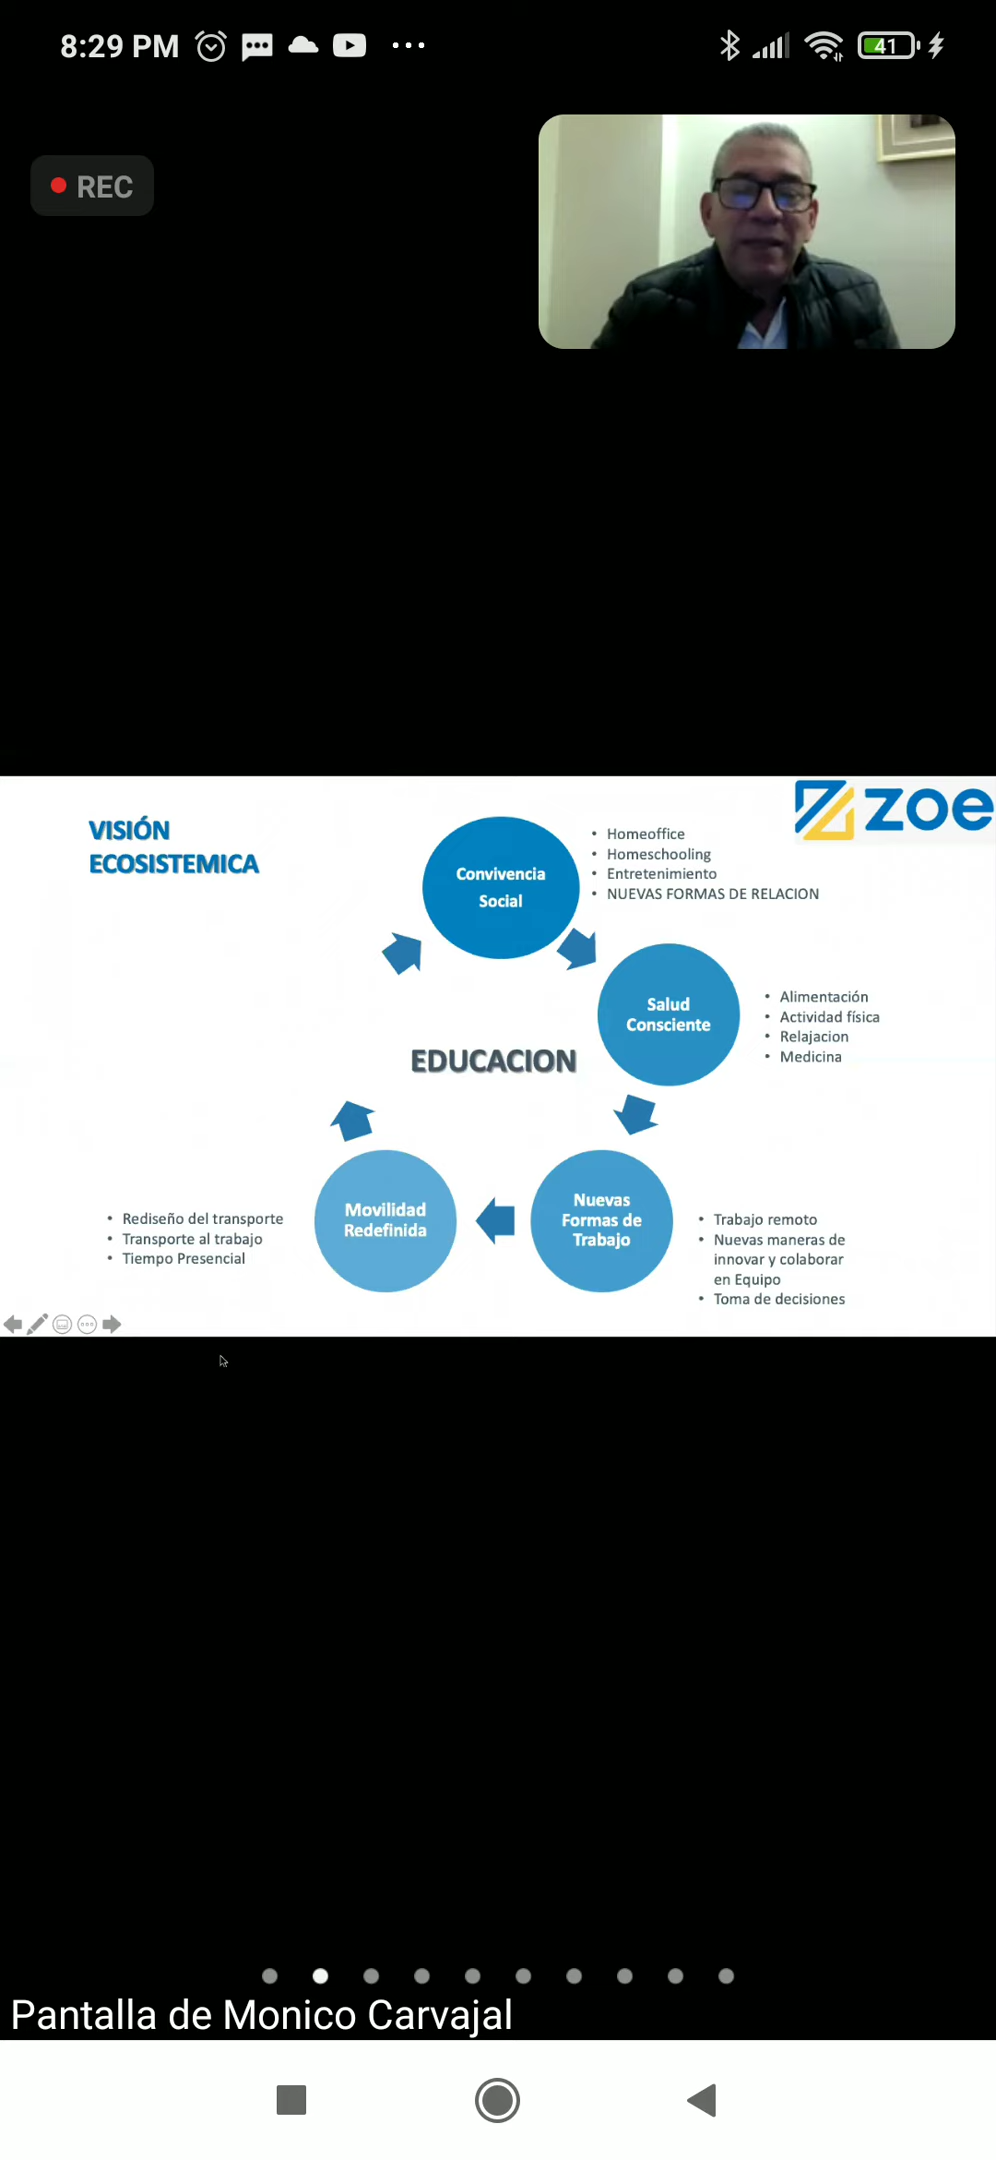 8:29 PM
41
REC
zoe
VISIÓN
ECOSISTEMICA
Convivencia
Social
• Homeoffice
• Homeschooling
• Entretenimiento
• NUEVAS FORMAS DE RELACION
Salud
Consciente
• Alimentación
• Actividad física
• Relajacion
• Medicina
EDUCACION
Nuevas
Formas de
Trabajo
• Trabajo remoto
• Nuevas maneras de
innovar y colaborar
en Equipo
• Toma de decisiones
Movilidad
Redefinida
• Rediseño del transporte
• Transporte al trabajo
• Tiempo Presencial
Pantalla de Monico Carvajal